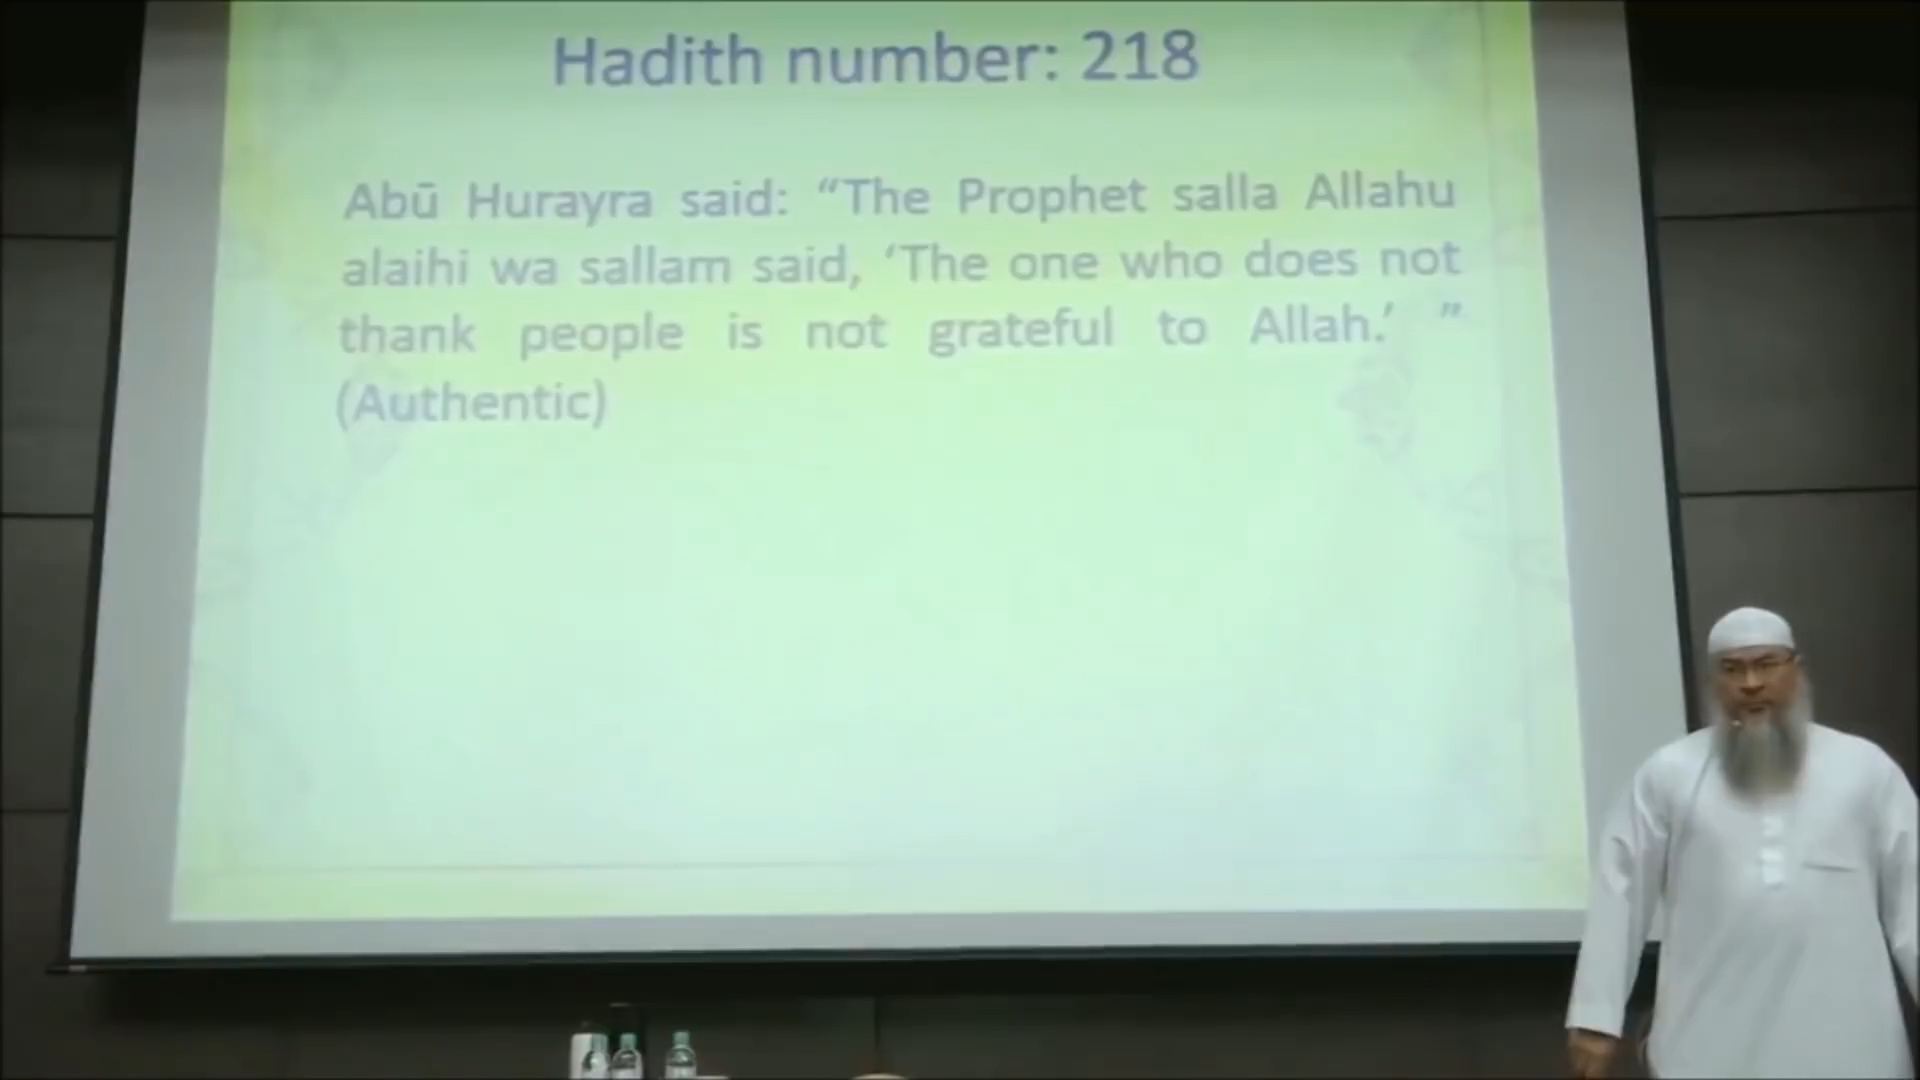 Hadith number: 218
Abū Hurayra said: “The Prophet salla Allahu
alaihi wa sallam said, ‘The one who does not
thank people is not grateful to Allah.’ ”
(Authentic)